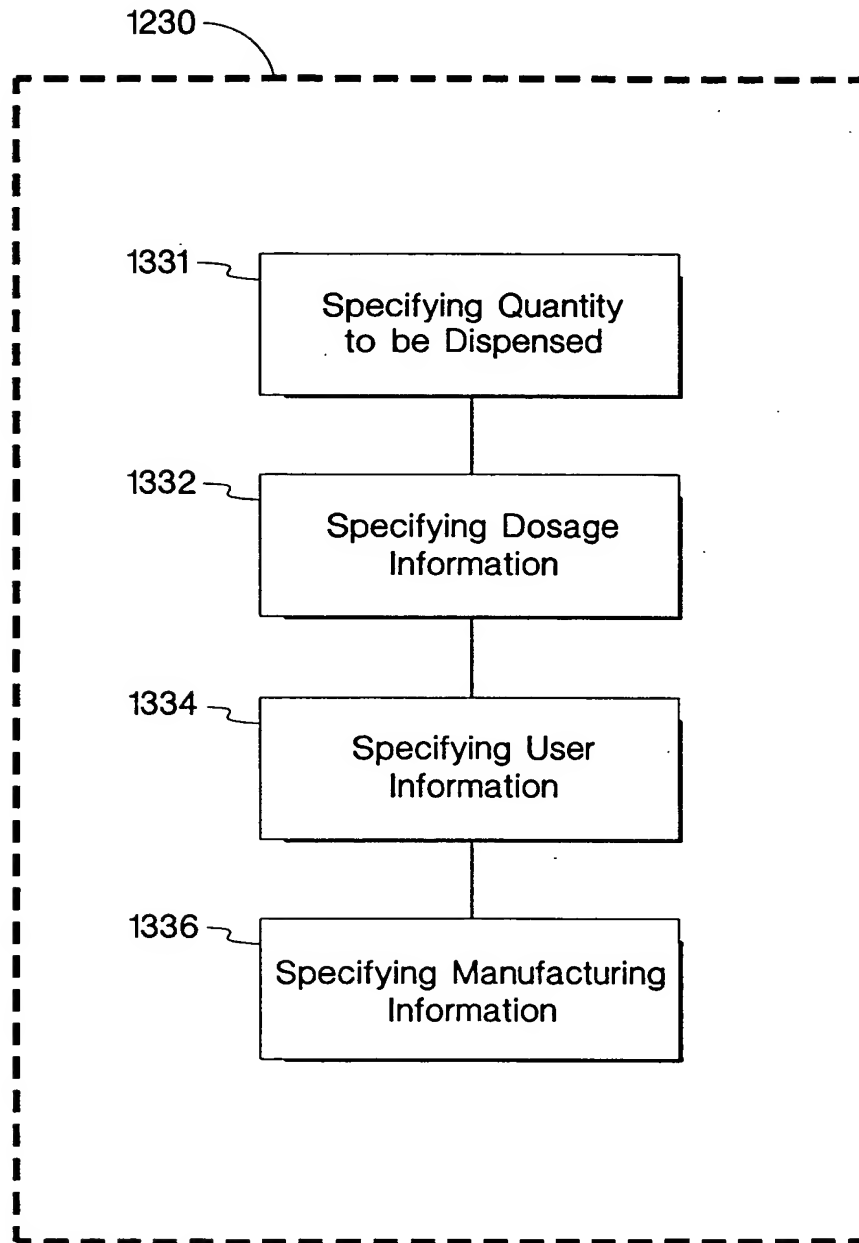 1230
1331
Specifying Quantity
to be Dispensed
1332
Specifying Dosage
Information
1334
Specifying User
Information
1336
Specifying Manufacturing
Information